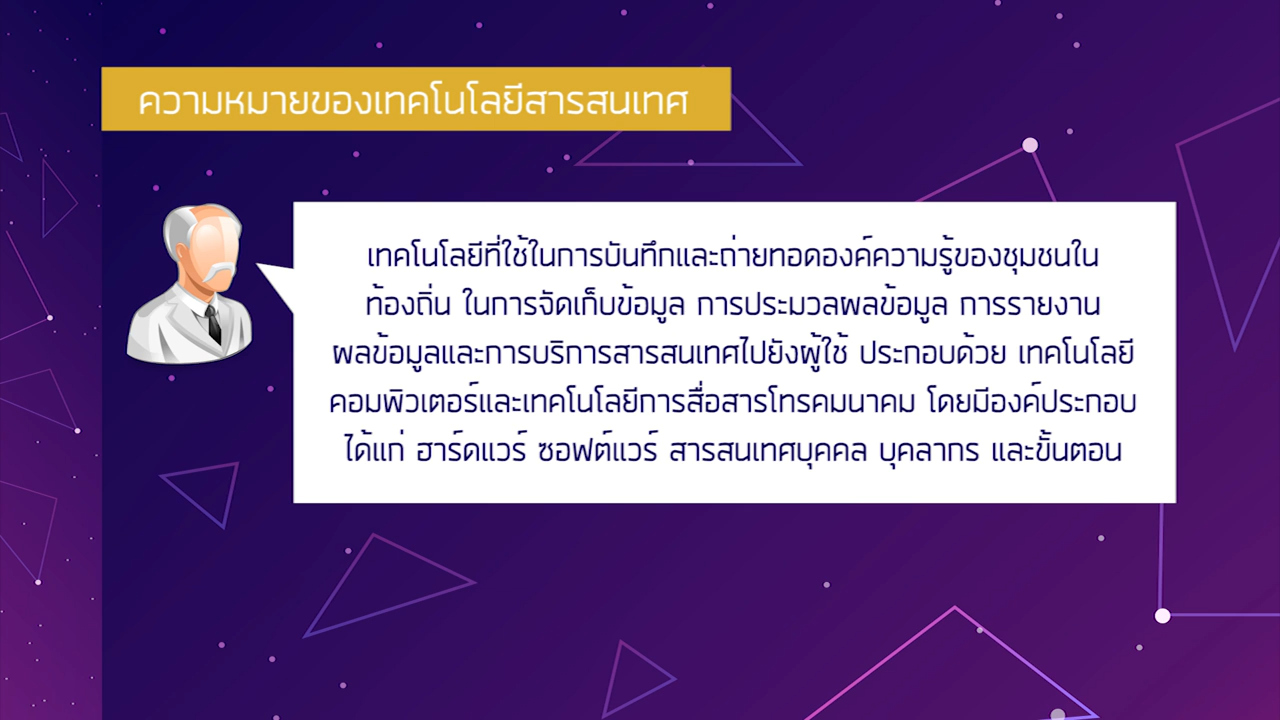 ความหมายของเทคโนโลยีสารสนเทศ
เทคโนโลยีที่ใช้ในการบันทึกและถ่ายทอดองค์ความรู้ของชุมชนใน
ท้องถิ่น ในการจัดเก็บข้อมูล การประมวลผลข้อมูล การรายงาน
ผลข้อมูลและการบริการสารสนเทศไปยังผู้ใช้ ประกอบด้วย เทคโนโลยี
คอมพิวเตอร์และเทคโนโลยีการสื่อสารโทรคมนาคม โดยมีองค์ประกอบ
ได้แก่ ฮาร์ดแวร์ ซอฟต์แวร์ สารสนเทศบุคคล บุคลากร และขั้นตอน